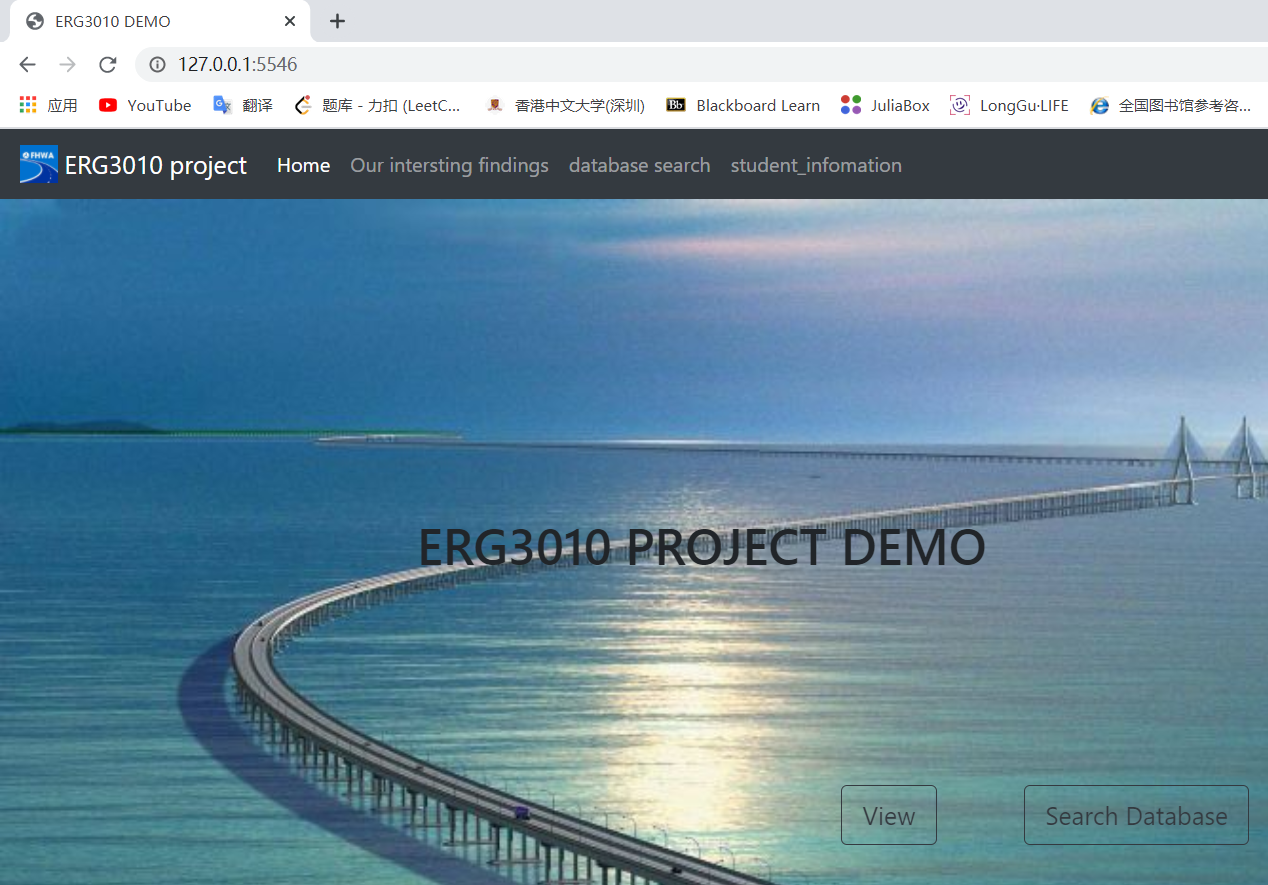 ERG3010 DEMO
127.0.0.1:5546
应用 YouTube 翻译 题库 - 力扣 (LeetC... 香港中文大学(深圳) Bb Blackboard Learn JuliaBox LongGu·LIFE 全国图书馆参考咨...
FHWA ERG3010 project Home Our intersting findings database search student_infomation
ERG3010 PROJECT DEMO
View Search Database